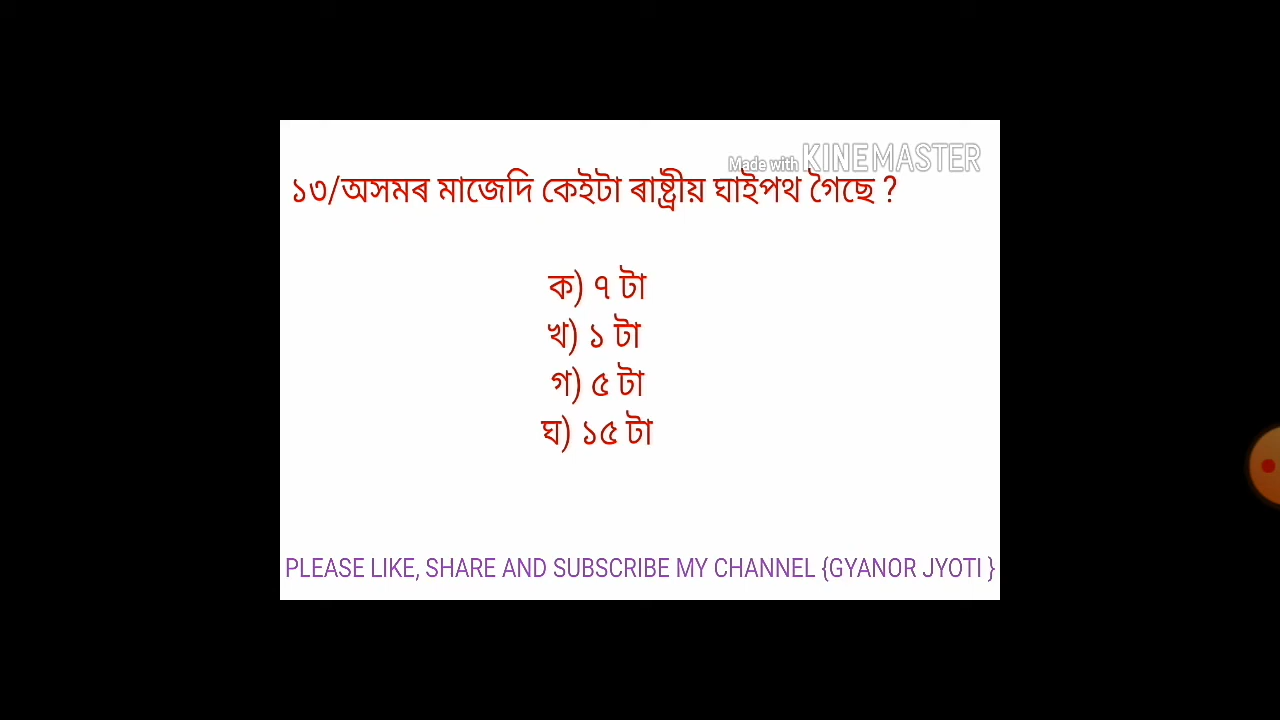 Made with KINEMASTER
১৩/অসমৰ মাজেদি কেইটা ৰাষ্ট্ৰীয় ঘাইপথ গৈছে ?
ক) ৭ টা
খ) ১ টা
গ) ৫ টা
ঘ) ১৫ টা
PLEASE LIKE, SHARE AND SUBSCRIBE MY CHANNEL {GYANOR JYOTI }